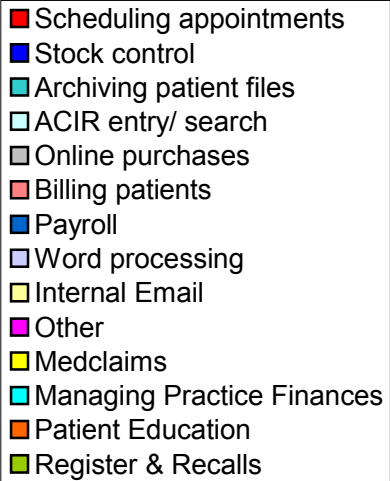 Scheduling appointments
Stock control
Archiving patient files
ACIR entry/ search
Online purchases
Billing patients
Payroll
Word processing
Internal Email
Other
Medclaims
Managing Practice Finances
Patient Education
Register & Recalls